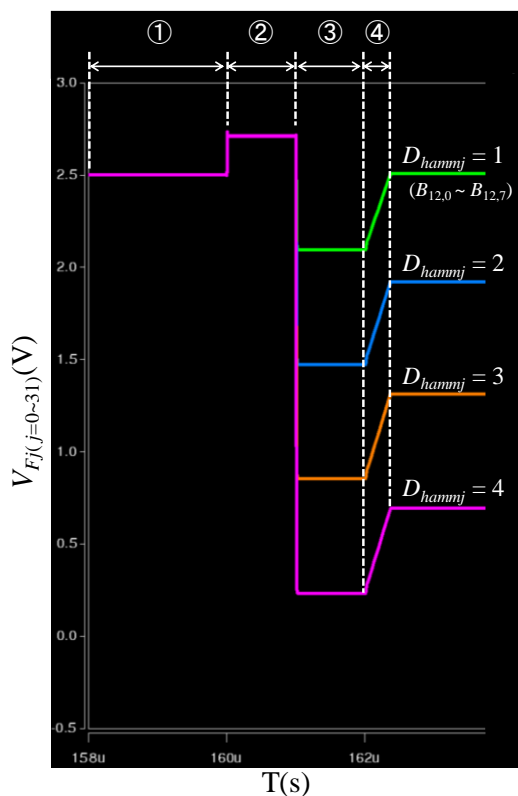 ① ② ③ ④
3.0
D_hammj = 1
2.5
(B_12,0 ~ B_12,7)
D_hammj = 2
2.0
1.5
D_hammj = 3
1.0
D_hammj = 4
0.5
0.0
-0.5
V_Fj(j=0~31)(V)
158u 160u 162u
T(s)